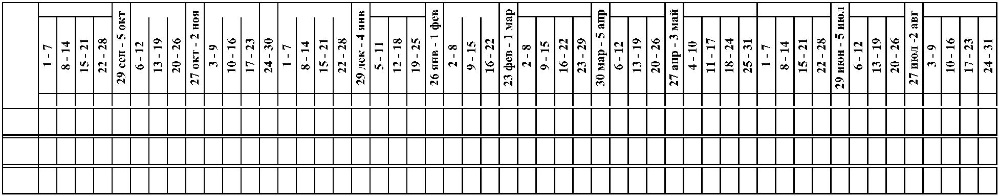 1 - 7
8 - 14
15 - 21
22 - 28
29 сен - 5 окт
6 - 12
13 - 19
20 - 26
27 окт - 2 ноя
3 - 9
10 - 16
17 - 23
24 - 30
1 - 7
8 - 14
15 - 21
22 - 28
29 дек - 4 янв
5 - 11
12 - 18
19 - 25
26 янв - 1 фев
2 - 8
9 - 15
16 - 22
23 фев - 1 мар
2 - 8
9 - 15
16 - 22
23 - 29
30 мар - 5 апр
6 - 12
13 - 19
20 - 26
27 апр - 3 май
4 - 10
11 - 17
18 - 24
25 - 31
1 - 7
8 - 14
15 - 21
22 - 28
29 июн - 5 июл
6 - 12
13 - 19
20 - 26
27 июл -2 авг
3 - 9
10 - 16
17 - 23
24 - 31